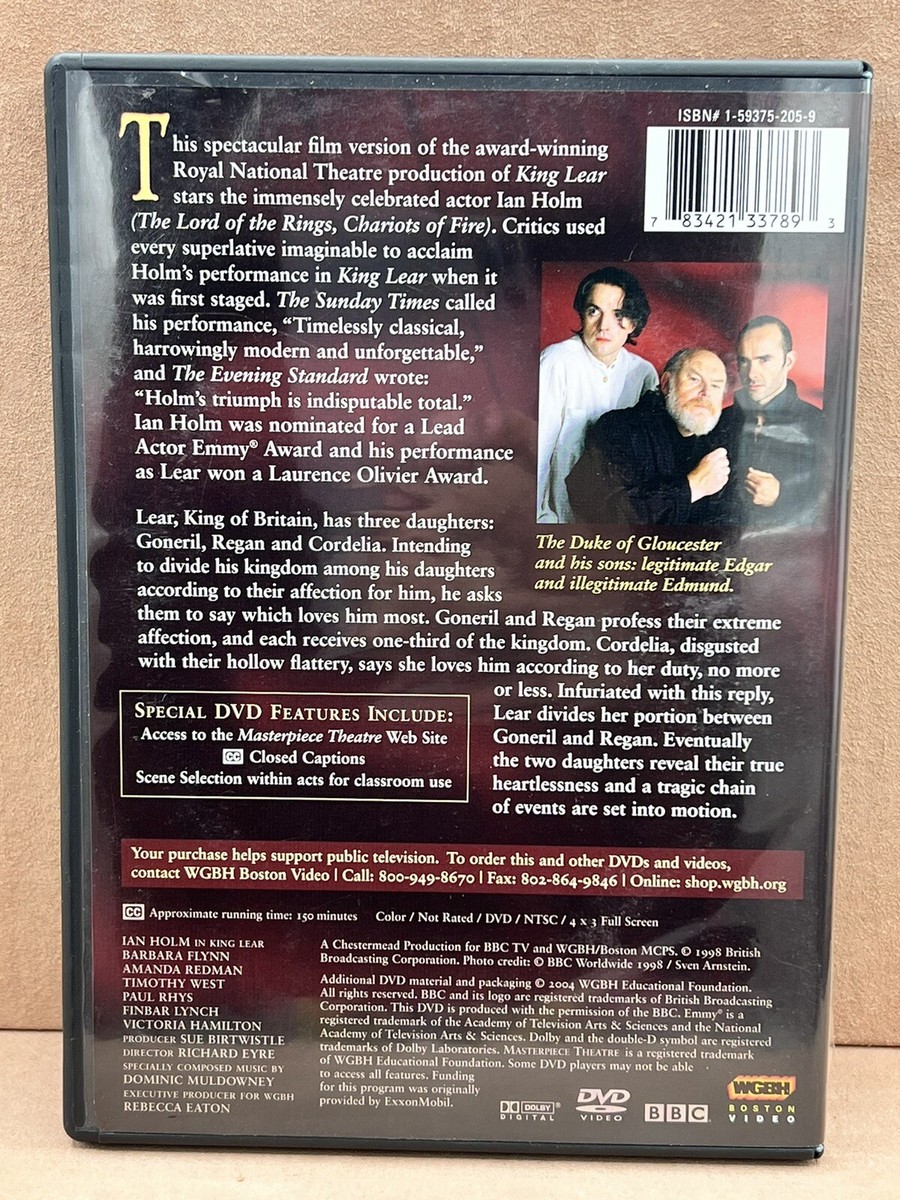 ISBN# 1-59375-205-9
7 83421 33789 3
This spectacular film version of the award-winning
Royal National Theatre production of King Lear
stars the immensely celebrated actor Ian Holm
(The Lord of the Rings, Chariots of Fire). Critics used
every superlative imaginable to acclaim
Holm's performance in King Lear when it
was first staged. The Sunday Times called
his performance, “Timelessly classical,
harrowingly modern and unforgettable,”
and The Evening Standard wrote:
“Holm's triumph is indisputable total.”
Ian Holm was nominated for a Lead
Actor Emmy® Award and his performance
as Lear won a Laurence Olivier Award.
The Duke of Gloucester
and his sons: legitimate Edgar
and illegitimate Edmund.
Lear, King of Britain, has three daughters:
Goneril, Regan and Cordelia. Intending
to divide his kingdom among his daughters
according to their affection for him, he asks
them to say which loves him most. Goneril and Regan profess their extreme
affection, and each receives one-third of the kingdom. Cordelia, disgusted
with their hollow flattery, says she loves him according to her duty, no more
or less. Infuriated with this reply,
Lear divides her portion between
Goneril and Regan. Eventually
the two daughters reveal their true
heartlessness and a tragic chain
of events are set into motion.
SPECIAL DVD FEATURES INCLUDE:
Access to the Masterpiece Theatre Web Site
CC Closed Captions
Scene Selection within acts for classroom use
Your purchase helps support public television. To order this and other DVDs and videos,
contact WGBH Boston Video | Call: 800-949-8670 | Fax: 802-864-9846 | Online: shop.wgbh.org
CC Approximate running time: 150 minutes Color / Not Rated / DVD / NTSC / 4 x 3 Full Screen
IAN HOLM IN KING LEAR
BARBARA FLYNN
AMANDA REDMAN
TIMOTHY WEST
PAUL RHYS
FINBAR LYNCH
VICTORIA HAMILTON
PRODUCER SUE BIRTWISTLE
DIRECTOR RICHARD EYRE
SPECIALLY COMPOSED MUSIC BY
DOMINIC MULDOWNEY
EXECUTIVE PRODUCER FOR WGBH
REBECCA EATON
A Chestermead Production for BBC TV and WGBH/Boston MCPS. © 1998 British
Broadcasting Corporation. Photo credit: © BBC Worldwide 1998 / Sven Arnstein.
Additional DVD material and packaging © 2004 WGBH Educational Foundation.
All rights reserved. BBC and its logo are registered trademarks of British Broadcasting
Corporation. This DVD is produced with the permission of the BBC. Emmy® is a
registered trademark of the Academy of Television Arts & Sciences and the National
Academy of Television Arts & Sciences. Dolby and the double-D symbol are registered
trademarks of Dolby Laboratories. MASTERPIECE THEATRE is a registered trademark
of WGBH Educational Foundation. Some DVD players may not be able
to access all features. Funding
for this program was originally
provided by ExxonMobil.
DOLBY®
DIGITAL
DVD
VIDEO
BBC
WGBH
BOSTON
VIDEO